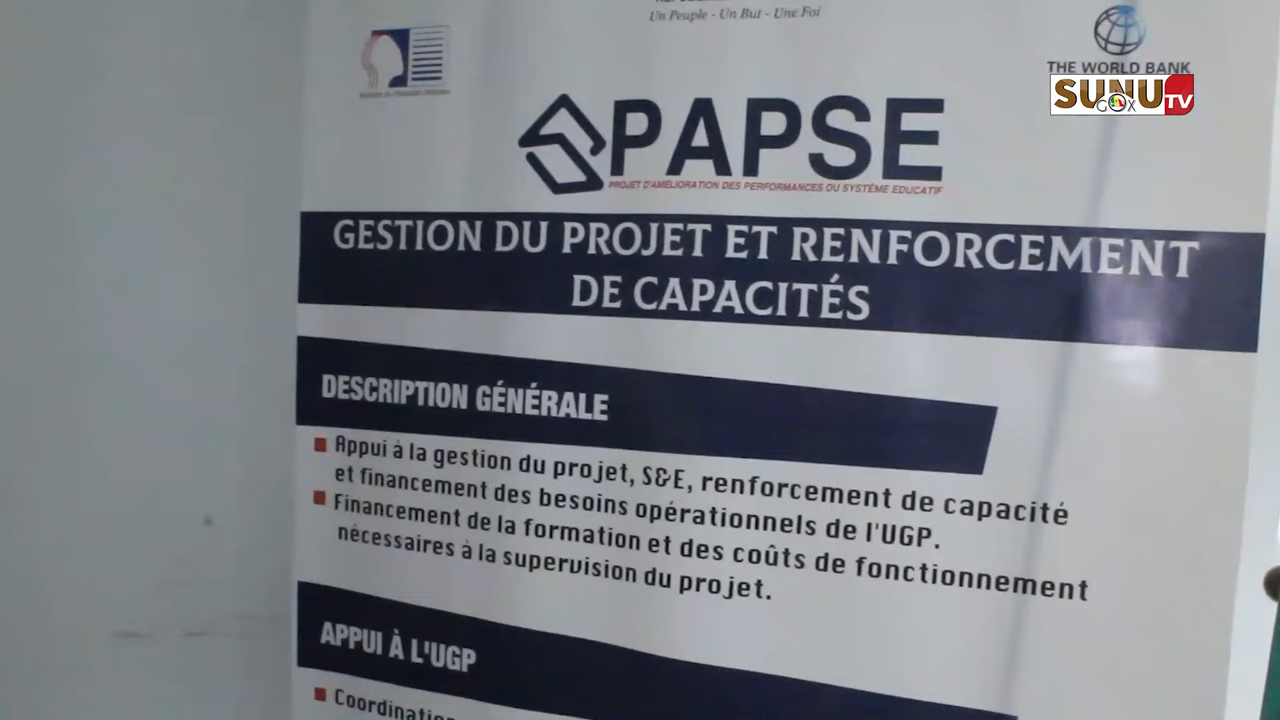 Un Peuple - Un But - Une Foi
THE WORLD BANK
SUNU
GOX
TV
PAPSE
PROJET D'AMÉLIORATION DES PERFORMANCES DU SYSTÈME EDUCATIF
GESTION DU PROJET ET RENFORCEMENT
DE CAPACITÉS
DESCRIPTION GÉNÉRALE
Appui à la gestion du projet, S&E, renforcement de capacité
et financement des besoins opérationnels de l'UGP.
Financement de la formation et des coûts de fonctionnement
nécessaires à la supervision du projet.
APPUI À L'UGP